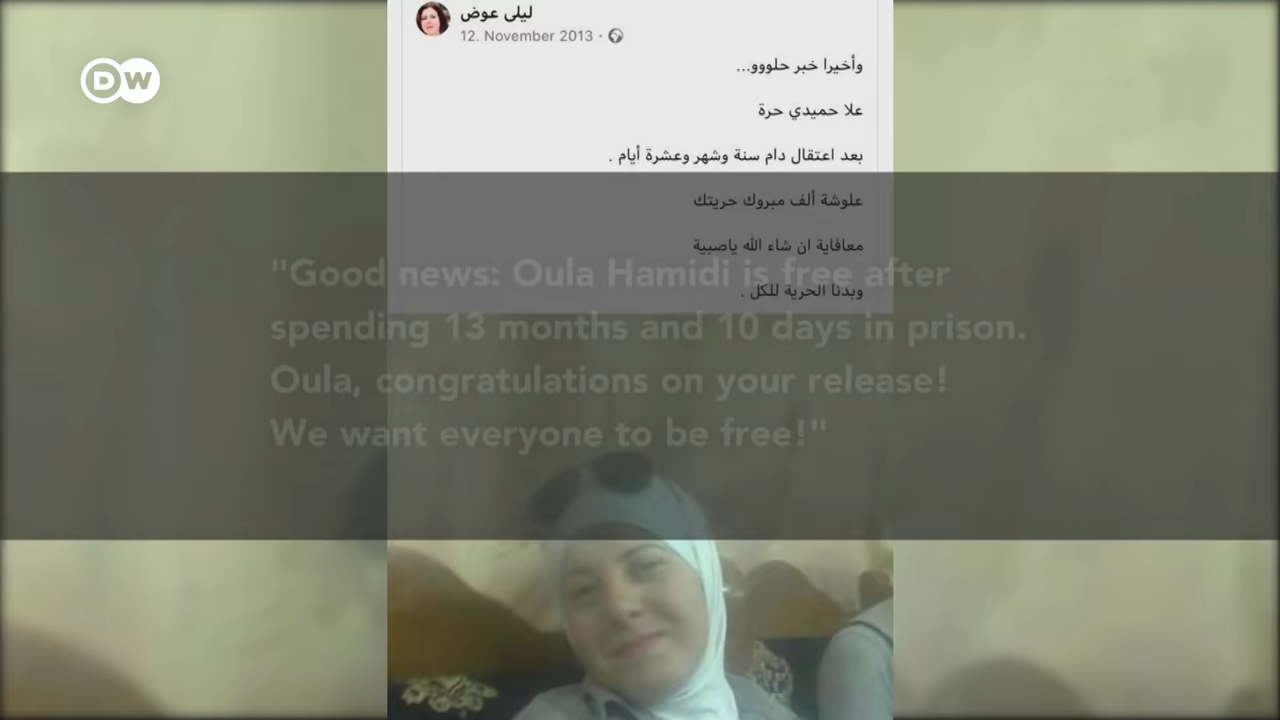 DW
ليلى عوض
12. November 2013 ·
وأخيرا خبر حلووو...
علا حميدي حرة
بعد اعتقال دام سنة وشهر وعشرة أيام .
علوشة ألف مبروك حريتك
معافاية ان شاء الله ياصبية
وبدنا الحرية للكل .
"Good news: Oula Hamidi is free after
spending 13 months and 10 days in prison.
Oula, congratulations on your release!
We want everyone to be free!"